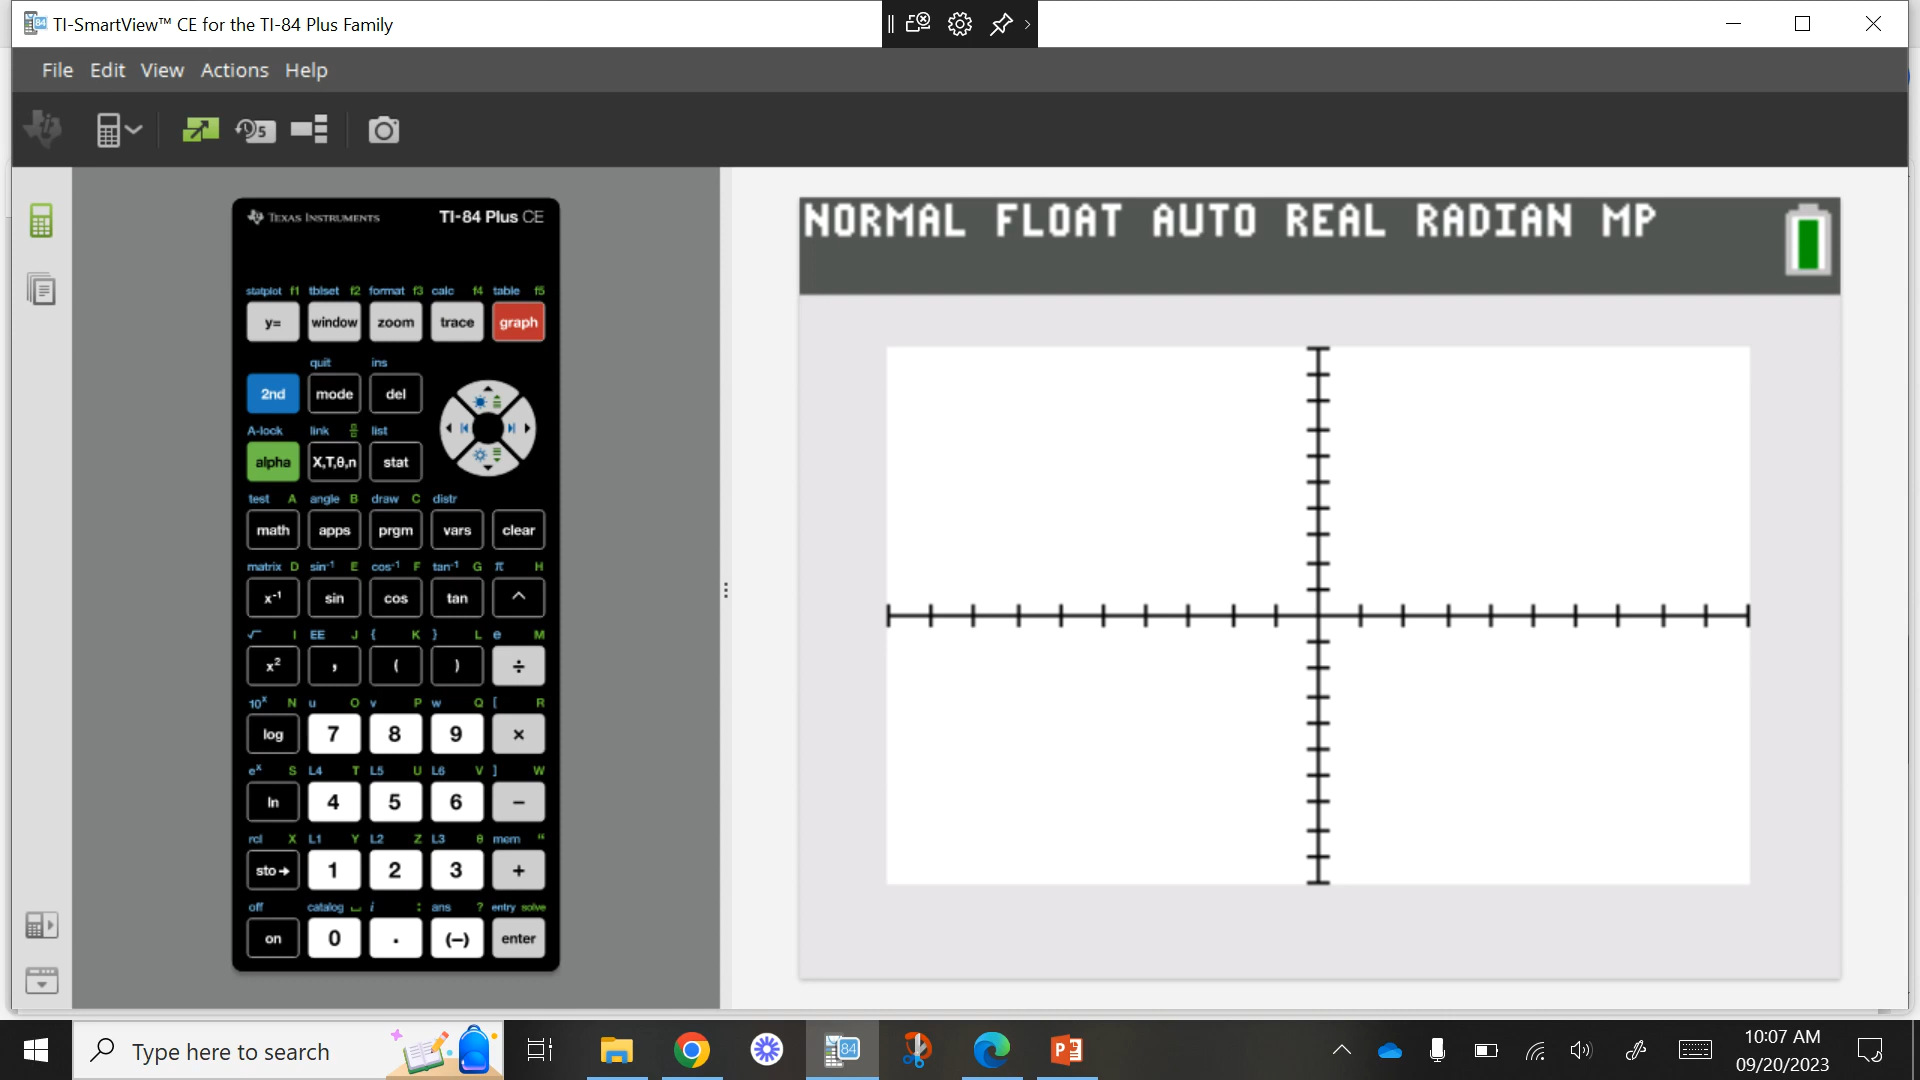 TI-SmartView™ CE for the TI-84 Plus Family
File Edit View Actions Help
5
TEXAS INSTRUMENTS TI-84 Plus CE
statplot f1 tblset f2 format f3 calc f4 table f5
y= window zoom trace graph
quit ins
2nd mode del
A-lock link list
alpha X,T,θ,n stat
test A angle B draw C distr
math apps prgm vars clear
matrix D sin-1 E cos-1 F tan-1 G π H
x-1 sin cos tan ^
√ I EE J { K } L e M
x2 , ( ) ÷
10x N u O v P w Q [ R
log 7 8 9 ×
ex S L4 T L5 U L6 V ] W
ln 4 5 6 −
rcl X L1 Y L2 Z L3 θ mem “
sto→ 1 2 3 +
off catalog i : ans ? entry solve
on 0 . (−) enter
NORMAL FLOAT AUTO REAL RADIAN MP
Type here to search
84
10:07 AM
09/20/2023